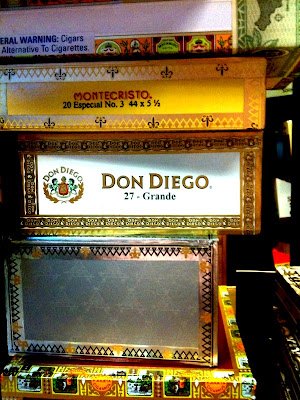 ERAL WARNING: Cigars
Alternative To Cigarettes.
MONTECRISTO.
20 Especial No. 3 44 x 5 ½
DON DIEGO
DON DIEGO.
27 - Grande